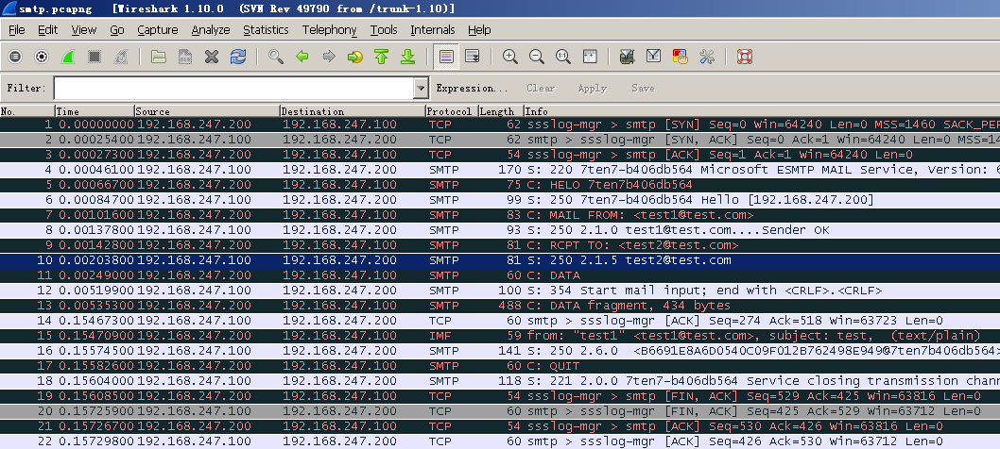 smtp.pcapng [Wireshark 1.10.0 (SVN Rev 49790 from /trunk-1.10)]
File Edit View Go Capture Analyze Statistics Telephony Tools Internals Help
Filter: Expression... Clear Apply Save
No. Time Source Destination Protocol Length Info
1 0.00000000 192.168.247.200 192.168.247.100 TCP 62 ssslog-mgr > smtp [SYN] Seq=0 Win=64240 Len=0 MSS=1460 SACK_PE
2 0.00025400 192.168.247.100 192.168.247.200 TCP 62 smtp > ssslog-mgr [SYN, ACK] Seq=0 Ack=1 Win=64240 Len=0 MSS=14
3 0.00027300 192.168.247.200 192.168.247.100 TCP 54 ssslog-mgr > smtp [ACK] Seq=1 Ack=1 Win=64240 Len=0
4 0.00046100 192.168.247.100 192.168.247.200 SMTP 170 S: 220 7ten7-b406db564 Microsoft ESMTP MAIL Service, Version: 6
5 0.00066700 192.168.247.200 192.168.247.100 SMTP 75 C: HELO 7ten7-b406db564
6 0.00084700 192.168.247.100 192.168.247.200 SMTP 99 S: 250 7ten7-b406db564 Hello [192.168.247.200]
7 0.00101600 192.168.247.200 192.168.247.100 SMTP 83 C: MAIL FROM: <test1@test.com>
8 0.00137800 192.168.247.100 192.168.247.200 SMTP 93 S: 250 2.1.0 test1@test.com....Sender OK
9 0.00142800 192.168.247.200 192.168.247.100 SMTP 81 C: RCPT TO: <test2@test.com>
10 0.00203800 192.168.247.100 192.168.247.200 SMTP 81 S: 250 2.1.5 test2@test.com
11 0.00249000 192.168.247.200 192.168.247.100 SMTP 60 C: DATA
12 0.00519900 192.168.247.100 192.168.247.200 SMTP 100 S: 354 Start mail input; end with <CRLF>.<CRLF>
13 0.00535300 192.168.247.200 192.168.247.100 SMTP 488 C: DATA fragment, 434 bytes
14 0.15467300 192.168.247.100 192.168.247.200 TCP 60 smtp > ssslog-mgr [ACK] Seq=274 Ack=518 Win=63723 Len=0
15 0.15470900 192.168.247.200 192.168.247.100 IMF 59 from: "test1" <test1@test.com>, subject: test, (text/plain)
16 0.15574500 192.168.247.100 192.168.247.200 SMTP 141 S: 250 2.6.0 <B6691E8A6D0540C09F012B762498E949@7ten7-b406db564>
17 0.15582600 192.168.247.200 192.168.247.100 SMTP 60 C: QUIT
18 0.15604000 192.168.247.100 192.168.247.200 SMTP 118 S: 221 2.0.0 7ten7-b406db564 Service closing transmission chan
19 0.15608500 192.168.247.200 192.168.247.100 TCP 54 ssslog-mgr > smtp [FIN, ACK] Seq=529 Ack=425 Win=63816 Len=0
20 0.15725900 192.168.247.100 192.168.247.200 TCP 60 smtp > ssslog-mgr [FIN, ACK] Seq=425 Ack=529 Win=63712 Len=0
21 0.15726700 192.168.247.200 192.168.247.100 TCP 54 ssslog-mgr > smtp [ACK] Seq=530 Ack=426 Win=63816 Len=0
22 0.15729800 192.168.247.100 192.168.247.200 TCP 60 smtp > ssslog-mgr [ACK] Seq=426 Ack=530 Win=63712 Len=0